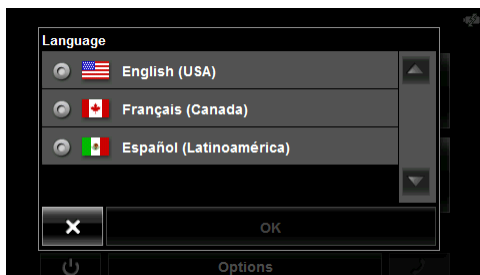 Language
English (USA)
Français (Canada)
Español (Latinoamérica)
OK
Options